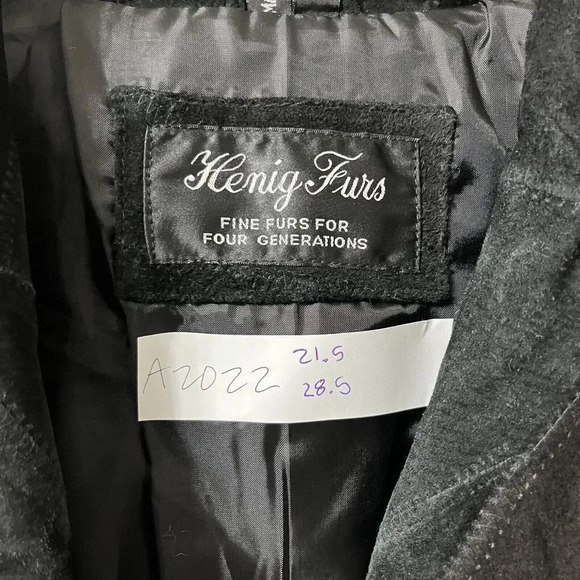 Henig Furs
FINE FURS FOR
FOUR GENERATIONS
A2022
21.5
28.5